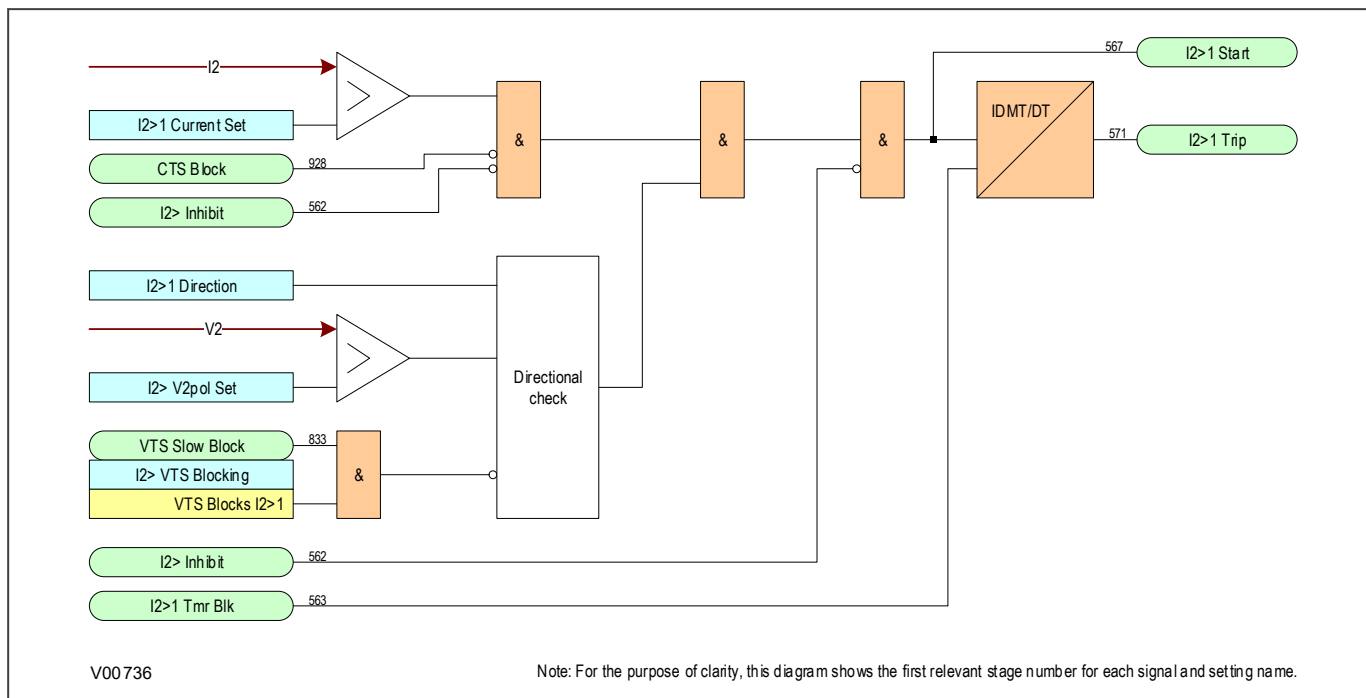 I2
I2>1 Current Set
CTS Block
928
I2> Inhibit
562
&
&
&
IDMT/DT
567
I2>1 Start
571
I2>1 Trip
I2>1 Direction
V2
I2> V2pol Set
Directional
check
VTS Slow Block
833
I2> VTS Blocking
VTS Blocks I2>1
&
I2> Inhibit
562
I2>1 Tmr Blk
563
V00736
Note: For the purpose of clarity, this diagram shows the first relevant stage number for each signal and setting name.